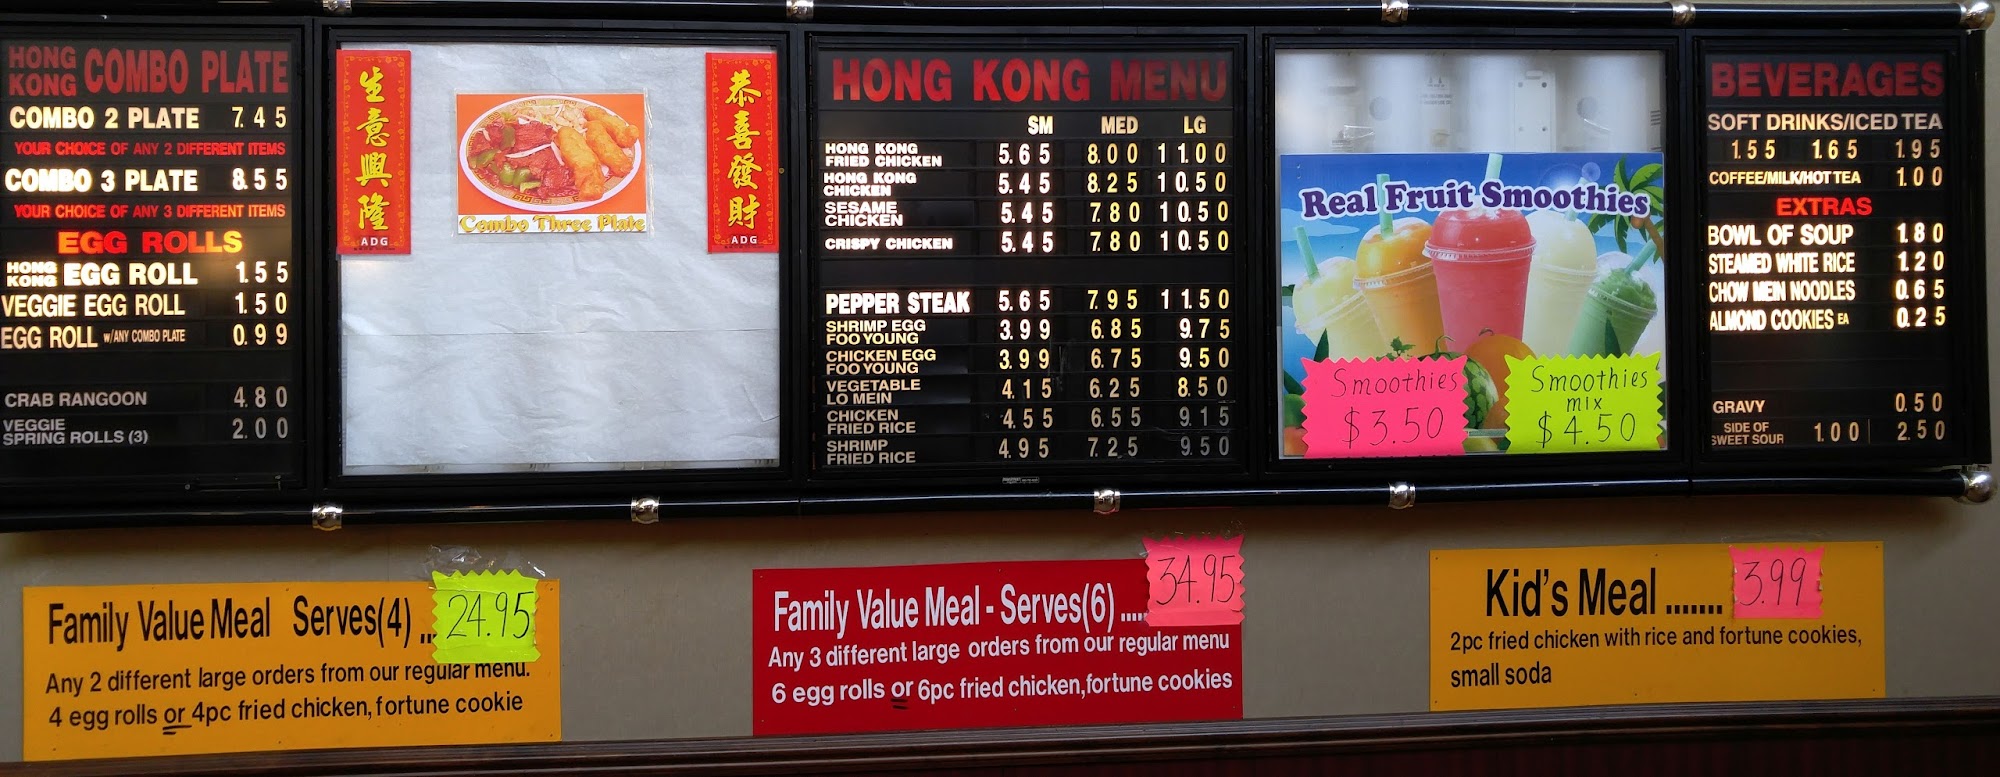 HONG KONG COMBO PLATE
COMBO 2 PLATE 7.45
YOUR CHOICE OF ANY 2 DIFFERENT ITEMS
COMBO 3 PLATE 8.55
YOUR CHOICE OF ANY 3 DIFFERENT ITEMS
EGG ROLLS
HONG KONG EGG ROLL 1.55
VEGGIE EGG ROLL 1.50
EGG ROLL W/ANY COMBO PLATE 0.99
CRAB RANGOON 4.80
VEGGIE
SPRING ROLLS (3) 2.00
生意興隆
ADG
Combo Three Plate
恭喜發財
ADG
HONG KONG MENU
SM MED LG
HONG KONG
FRIED CHICKEN 5.65 8.00 11.00
HONG KONG
CHICKEN 5.45 8.25 10.50
SESAME
CHICKEN 5.45 7.80 10.50
CRISPY CHICKEN 5.45 7.80 10.50
PEPPER STEAK 5.65 7.95 11.50
SHRIMP EGG
FOO YOUNG 3.99 6.85 9.75
CHICKEN EGG
FOO YOUNG 3.99 6.75 9.50
VEGETABLE
LO MEIN 4.15 6.25 8.50
CHICKEN
FRIED RICE 4.55 6.55 9.15
SHRIMP
FRIED RICE 4.95 7.25 9.50
Real Fruit Smoothies
Smoothies
$3.50
Smoothies
mix
$4.50
BEVERAGES
SOFT DRINKS/ICED TEA
1.55 1.65 1.95
COFFEE/MILK/HOT TEA 1.00
EXTRAS
BOWL OF SOUP 1.80
STEAMED WHITE RICE 1.20
CHOW MEIN NOODLES 0.65
ALMOND COOKIES EA 0.25
GRAVY 0.50
SIDE OF
SWEET SOUR 1.00 2.50
Family Value Meal Serves(4) .. 24.95
Any 2 different large orders from our regular menu.
4 egg rolls or 4pc fried chicken, fortune cookie
Family Value Meal - Serves(6) ..... 34.95
Any 3 different large orders from our regular menu
6 egg rolls or 6pc fried chicken, fortune cookies
Kid's Meal ....... 3.99
2pc fried chicken with rice and fortune cookies,
small soda